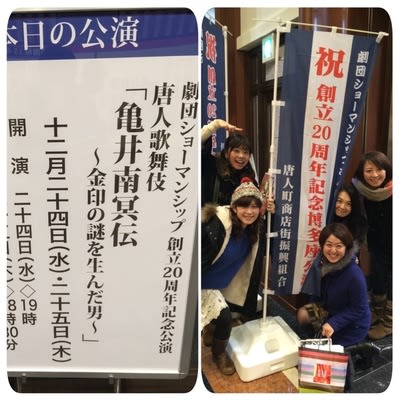 本日の公演
劇団ショーマンシップ 創立20周年記念公演
唐人歌舞伎
「亀井南冥伝
～金印の謎を生んだ男～」
十二月二十四日(水)・二十五日(木)
開演 二十四日(水)◎19時
劇団ショーマンシップ
祝 創立20周年記念博多座公
唐人町商店街振興組合